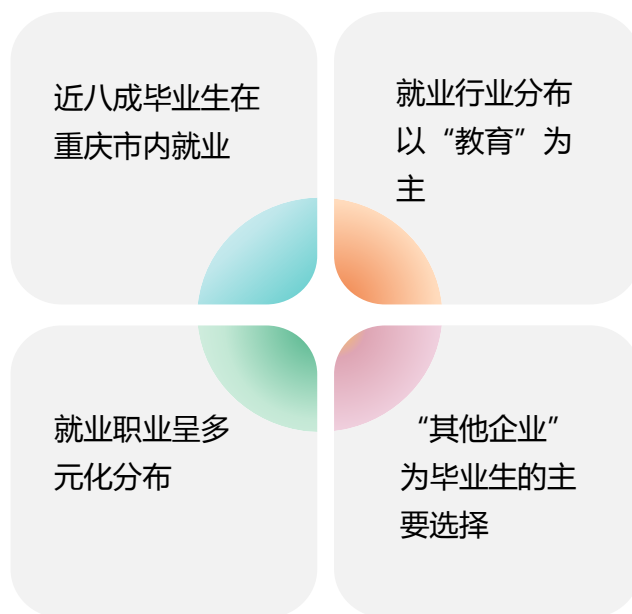 近八成毕业生在
重庆市内就业
就业行业分布
以“教育”为
主
就业职业呈多
元化分布
“其他企业”
为毕业生的主
要选择